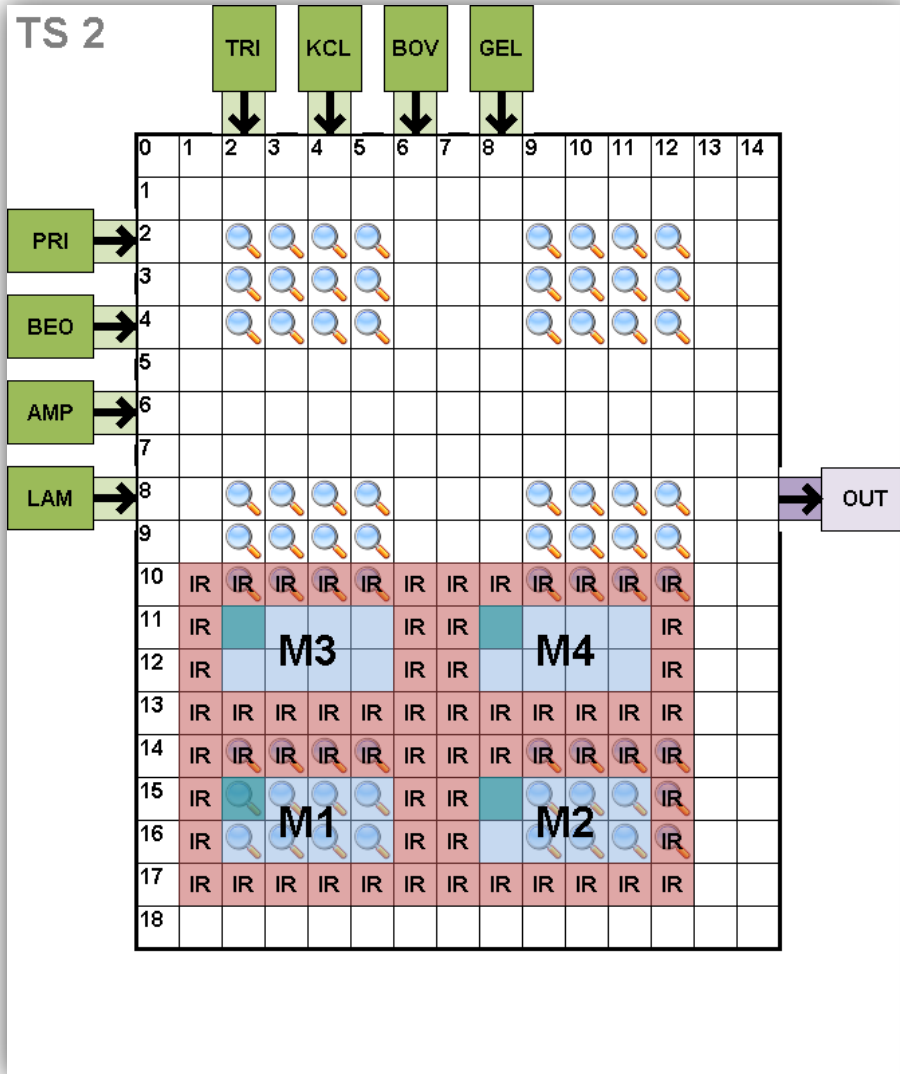 TS 2
TRI KCL BOV GEL
0 1 2 3 4 5 6 7 8 9 10 11 12 13 14
1
PRI 2
3
BEO 4
5
AMP 6
7
LAM 8 OUT
9
10 IR IR IR IR IR IR IR IR IR IR IR IR
11 IR IR IR IR
M3 M4
12 IR IR IR IR
13 IR IR IR IR IR IR IR IR IR IR IR IR
14 IR IR IR IR IR IR IR IR IR IR IR IR
15 IR IR IR IR
M1 M2
16 IR IR IR IR
17 IR IR IR IR IR IR IR IR IR IR IR IR
18